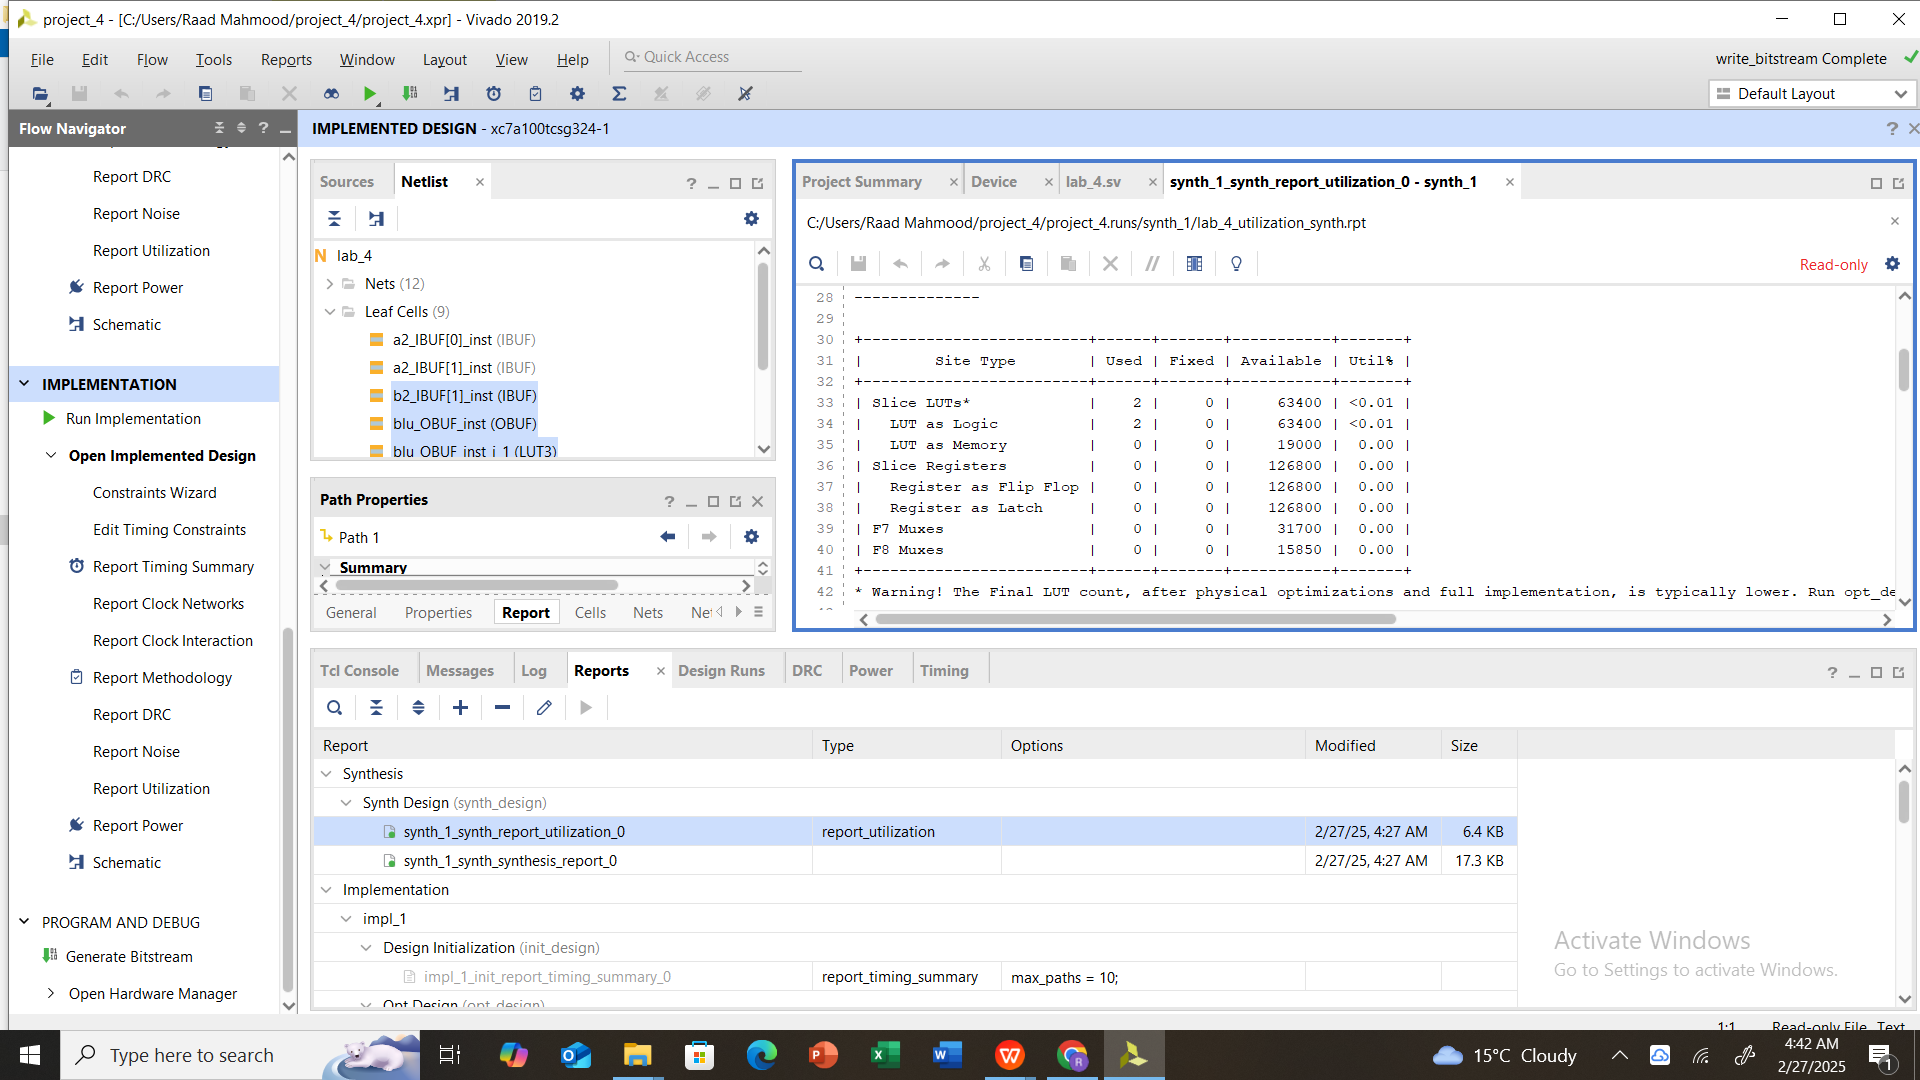 project_4 - [C:/Users/Raad Mahmood/project_4/project_4.xpr] - Vivado 2019.2
File Edit Flow Tools Reports Window Layout View Help Quick Access
write_bitstream Complete
Default Layout
Flow Navigator
Report DRC
Report Noise
Report Utilization
Report Power
Schematic
IMPLEMENTATION
Run Implementation
Open Implemented Design
Constraints Wizard
Edit Timing Constraints
Report Timing Summary
Report Clock Networks
Report Clock Interaction
Report Methodology
Report DRC
Report Noise
Report Utilization
Report Power
Schematic
PROGRAM AND DEBUG
Generate Bitstream
Open Hardware Manager
IMPLEMENTED DESIGN - xc7a100tcsg324-1
Sources Netlist
lab_4
Nets (12)
Leaf Cells (9)
a2_IBUF[0]_inst (IBUF)
a2_IBUF[1]_inst (IBUF)
b2_IBUF[1]_inst (IBUF)
blu_OBUF_inst (OBUF)
blu_OBUF_inst_i_1 (LUT3)
Path Properties
Path 1
Summary
General Properties Report Cells Nets Net
Project Summary Device lab_4.sv synth_1_synth_report_utilization_0 - synth_1
C:/Users/Raad Mahmood/project_4/project_4.runs/synth_1/lab_4_utilization_synth.rpt
Read-only
28 --------------
29
30 +-------------------------+------+-------+-----------+-------+
31 | Site Type | Used | Fixed | Available | Util% |
32 +-------------------------+------+-------+-----------+-------+
33 | Slice LUTs* | 2 | 0 | 63400 | <0.01 |
34 | LUT as Logic | 2 | 0 | 63400 | <0.01 |
35 | LUT as Memory | 0 | 0 | 19000 | 0.00 |
36 | Slice Registers | 0 | 0 | 126800 | 0.00 |
37 | Register as Flip Flop | 0 | 0 | 126800 | 0.00 |
38 | Register as Latch | 0 | 0 | 126800 | 0.00 |
39 | F7 Muxes | 0 | 0 | 31700 | 0.00 |
40 | F8 Muxes | 0 | 0 | 15850 | 0.00 |
41 +-------------------------+------+-------+-----------+-------+
42 * Warning! The Final LUT count, after physical optimizations and full implementation, is typically lower. Run opt_de
Tcl Console Messages Log Reports Design Runs DRC Power Timing
Report Type Options Modified Size
Synthesis
Synth Design (synth_design)
synth_1_synth_report_utilization_0 report_utilization 2/27/25, 4:27 AM 6.4 KB
synth_1_synth_synthesis_report_0 2/27/25, 4:27 AM 17.3 KB
Implementation
impl_1
Design Initialization (init_design)
impl_1_init_report_timing_summary_0 report_timing_summary max_paths = 10;
Opt Design (opt_design)
Activate Windows
Go to Settings to activate Windows.
1:1 Read-only File Text
Type here to search
15°C Cloudy
4:42 AM
2/27/2025
1